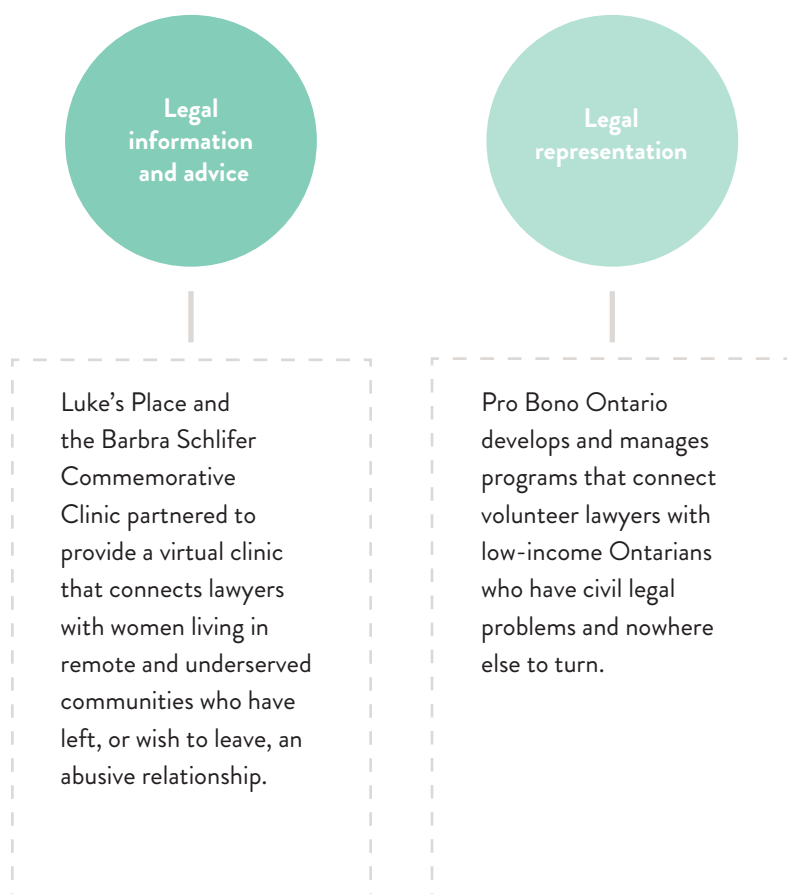 Legal
information
and advice
Legal
representation
Luke’s Place and
the Barbra Schlifer
Commemorative
Clinic partnered to
provide a virtual clinic
that connects lawyers
with women living in
remote and underserved
communities who have
left, or wish to leave, an
abusive relationship.
Pro Bono Ontario
develops and manages
programs that connect
volunteer lawyers with
low-income Ontarians
who have civil legal
problems and nowhere
else to turn.